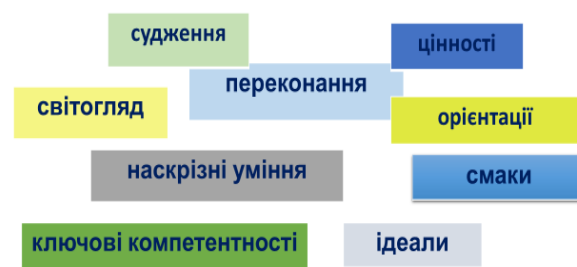 судження
цінності
переконання
світогляд
орієнтації
наскрізні уміння
смаки
ключові компетентності
ідеали